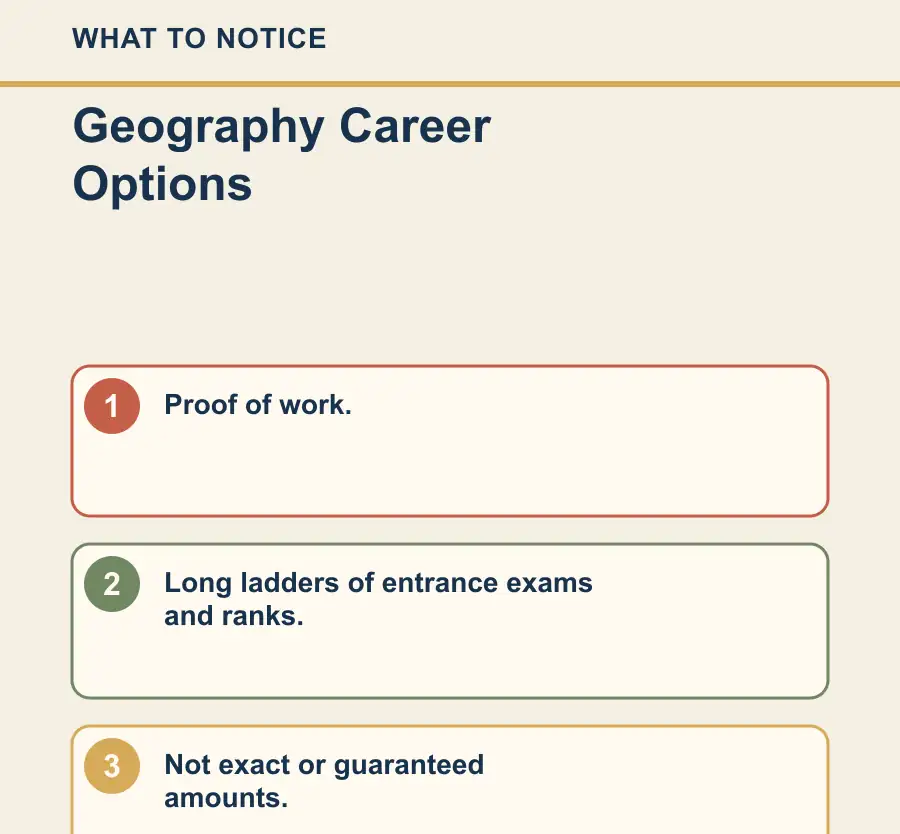 WHAT TO NOTICE
Geography Career
Options
1
Proof of work.
2
Long ladders of entrance exams
and ranks.
3
Not exact or guaranteed
amounts.